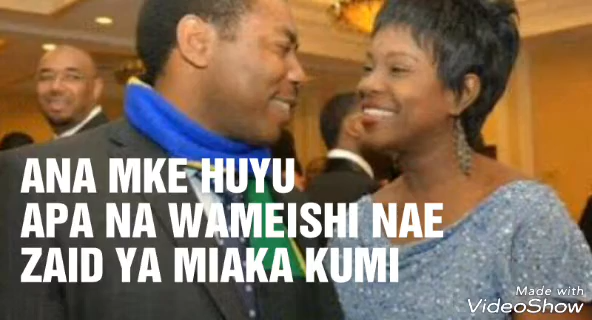 ANA MKE HUYU
APA NA WAMEISHI NAE
ZAID YA MIAKA KUMI
Made with
VideoShow